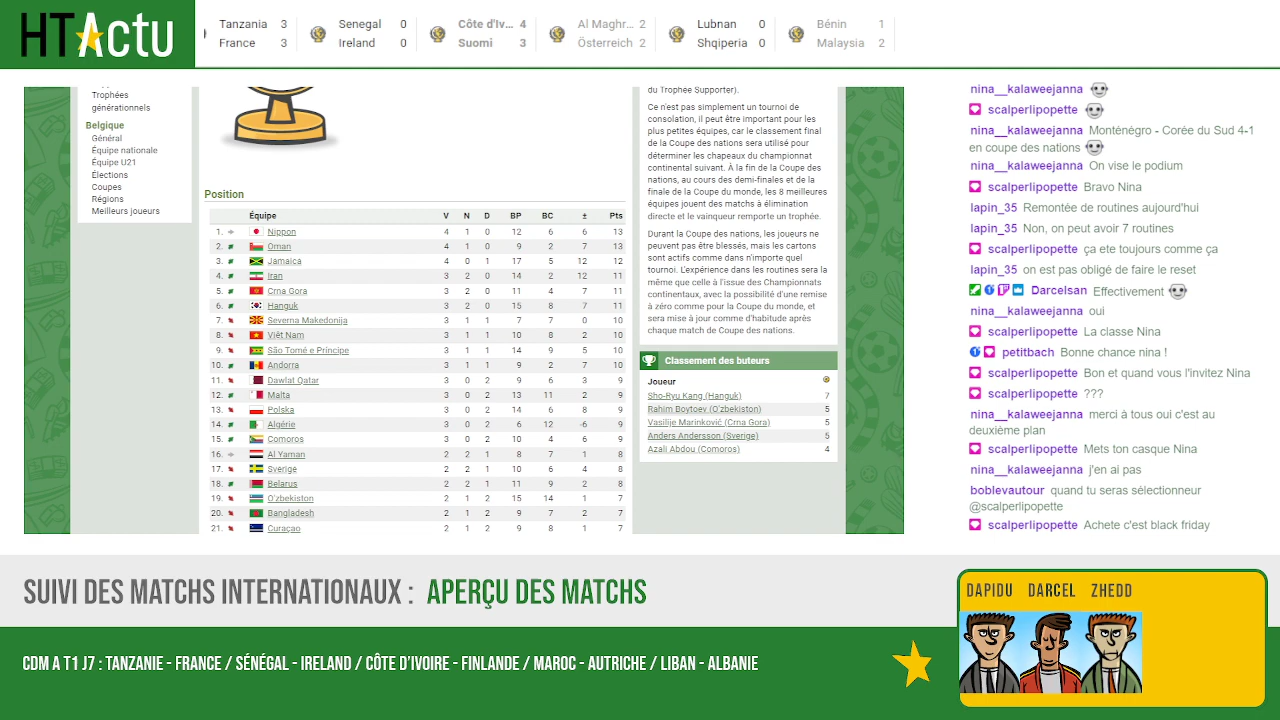 HTActu
Tanzania 3
France 3
Senegal 0
Ireland 0
Côte d'Iv... 4
Suomi 3
Al Maghr... 2
Österreich 2
Lubnan 0
Shqiperia 0
Bénin 1
Malaysia 2
Trophées
générationnels
Belgique
Général
Équipe nationale
Équipe U21
Élections
Coupes
Régions
Meilleurs joueurs
Position
Équipe V N D BP BC ± Pts
1. Nippon 4 1 0 12 6 6 13
2. Oman 4 1 0 9 2 7 13
3. Jamaica 4 0 1 17 5 12 12
4. Iran 3 2 0 14 2 12 11
5. Crna Gora 3 2 0 11 4 7 11
6. Hanguk 3 2 0 15 8 7 11
7. Severna Makedonija 3 1 1 7 7 0 10
8. Việt Nam 3 1 1 10 8 2 10
9. São Tomé e Príncipe 3 1 1 14 9 5 10
10. Andorra 3 1 1 9 2 7 10
11. Dawlat Qatar 3 0 2 9 6 3 9
12. Malta 3 0 2 13 11 2 9
13. Polska 3 0 2 14 6 8 9
14. Algérie 3 0 2 6 12 -6 9
15. Comoros 3 0 2 10 4 6 9
16. Al Yaman 2 2 1 8 7 1 8
17. Sverige 2 2 1 10 6 4 8
18. Belarus 2 2 1 11 9 2 8
19. O'zbekiston 2 1 2 15 14 1 7
20. Bangladesh 2 1 2 9 7 2 7
21. Curaçao 2 1 2 9 8 1 7
du Trophée Supporter).
Ce n'est pas simplement un tournoi de
consolation, il peut être important pour les
plus petites équipes, car le classement final
de la Coupe des Nations sera utilisé pour
déterminer les chapeaux du championnat
continental suivant. À la fin de la Coupe des
nations, au cours des demi-finales et de la
finale de la Coupe du monde, les 8 meilleures
équipes jouent des matchs à élimination
directe et le vainqueur remporte un trophée.
Durant la Coupe des Nations, les joueurs ne
peuvent pas être blessés, mais les cartons
sont actifs comme dans n'importe quel
tournoi. L'expérience dans les routines sera la
même que celle à l'issue des Championnats
continentaux, avec la possibilité d'une remise
à zéro comme pour la Coupe du monde, et
sera mise à jour comme d'habitude après
chaque match de Coupe des nations.
Classement des buteurs
Joueur
Sho-Ryu Kang (Hanguk) 7
Rahim Boytoev (O'zbekiston) 5
Vasilije Marinković (Crna Gora) 5
Anders Andersson (Sverige) 5
Azali Abdou (Comoros) 4
nina__kalaweejanna
scalperlipopette
nina__kalaweejanna Monténégro - Corée du Sud 4-1
en coupe des nations
nina__kalaweejanna On vise le podium
scalperlipopette Bravo Nina
lapin_35 Remontée de routines aujourd'hui
lapin_35 Non, on peut avoir 7 routines
scalperlipopette ça ete toujours comme ça
lapin_35 on est pas obligé de faire le reset
Darcelsan Effectivement
nina__kalaweejanna oui
scalperlipopette La classe Nina
petitbach Bonne chance nina !
scalperlipopette Bon et quand vous l'invitez Nina
scalperlipopette ???
nina__kalaweejanna merci à tous oui c'est au
deuxième plan
scalperlipopette Mets ton casque Nina
nina__kalaweejanna j'en ai pas
boblevautour quand tu seras sélectionneur
@scalperlipopette
scalperlipopette Achete c'est black friday
SUIVI DES MATCHS INTERNATIONAUX : APERÇU DES MATCHS
CDM A T1 J7 : TANZANIE - FRANCE / SÉNÉGAL - IRELAND / CÔTE D'IVOIRE - FINLANDE / MAROC - AUTRICHE / LIBAN - ALBANIE
DAPIDU DARCEL ZHEDD